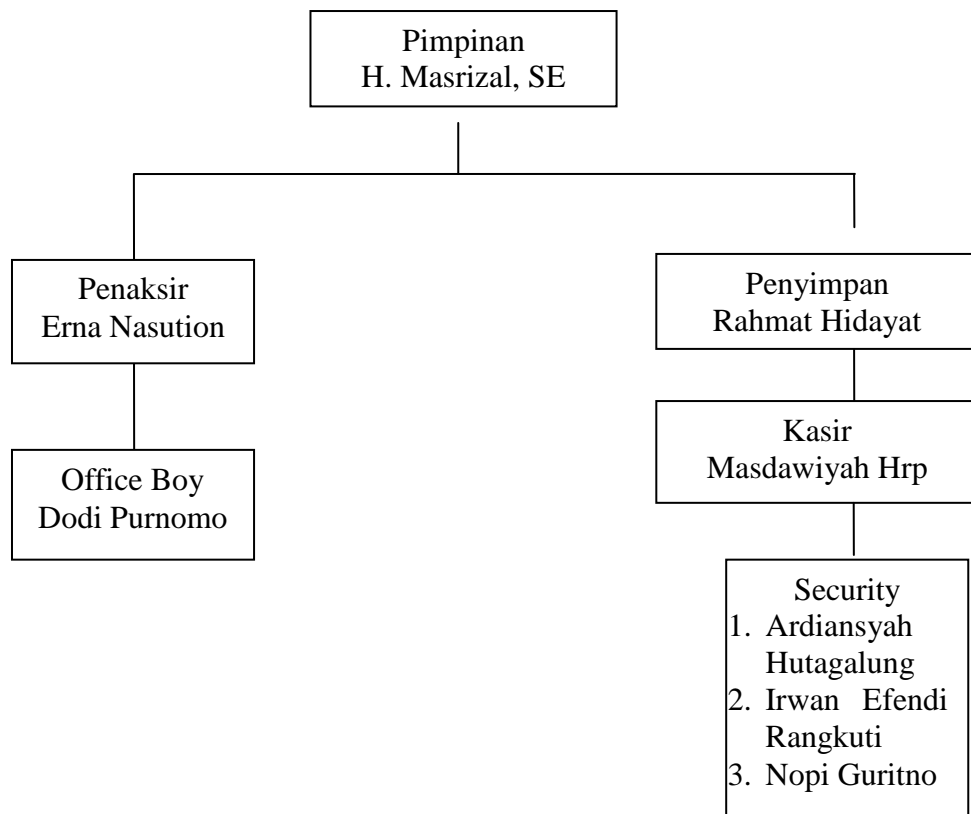 Pimpinan
H. Masrizal, SE
Penaksir
Erna Nasution
Office Boy
Dodi Purnomo
Penyimpan
Rahmat Hidayat
Kasir
Masdawiyah Hrp
Security
1. Ardiansyah
Hutagalung
2. Irwan Efendi
Rangkuti
3. Nopi Guritno